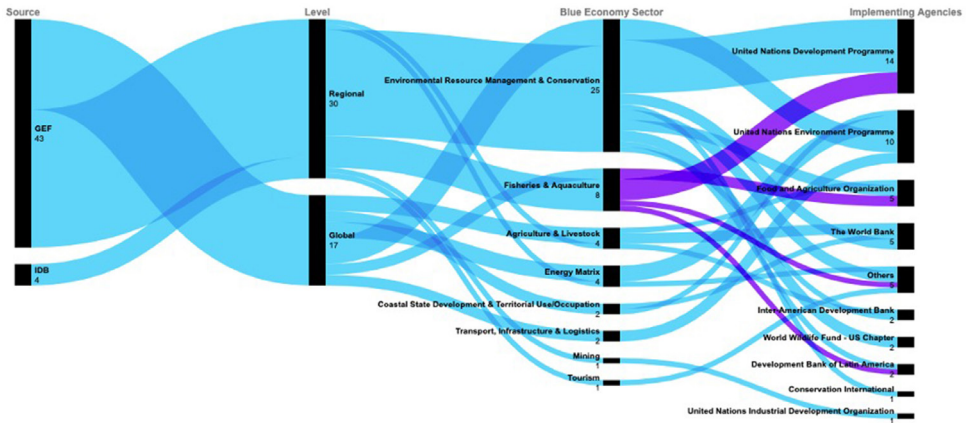 Source
Level
Blue Economy Sector
Implementing Agencies
GEF
43
IDB
4
Regional
30
Global
17
Environmental Resource Management & Conservation
25
Fisheries & Aquaculture
8
Agriculture & Livestock
4
Energy Matrix
4
Coastal State Development & Territorial Use/Occupation
2
Transport, Infrastructure & Logistics
2
Mining
1
Tourism
1
United Nations Development Programme
14
United Nations Environment Programme
10
Food and Agriculture Organization
5
The World Bank
5
Others
5
Inter-American Development Bank
2
World Wildlife Fund - US Chapter
2
Development Bank of Latin America
2
Conservation International
1
United Nations Industrial Development Organization
1